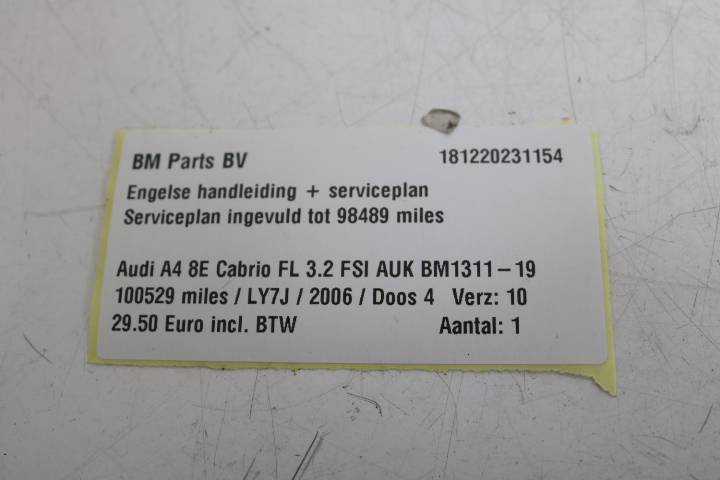 BM Parts BV 181220231154
Engelse handleiding + serviceplan
Serviceplan ingevuld tot 98489 miles
Audi A4 8E Cabrio FL 3.2 FSI AUK BM1311-19
100529 miles / LY7J / 2006 / Doos 4 Verz: 10
29.50 Euro incl. BTW Aantal: 1